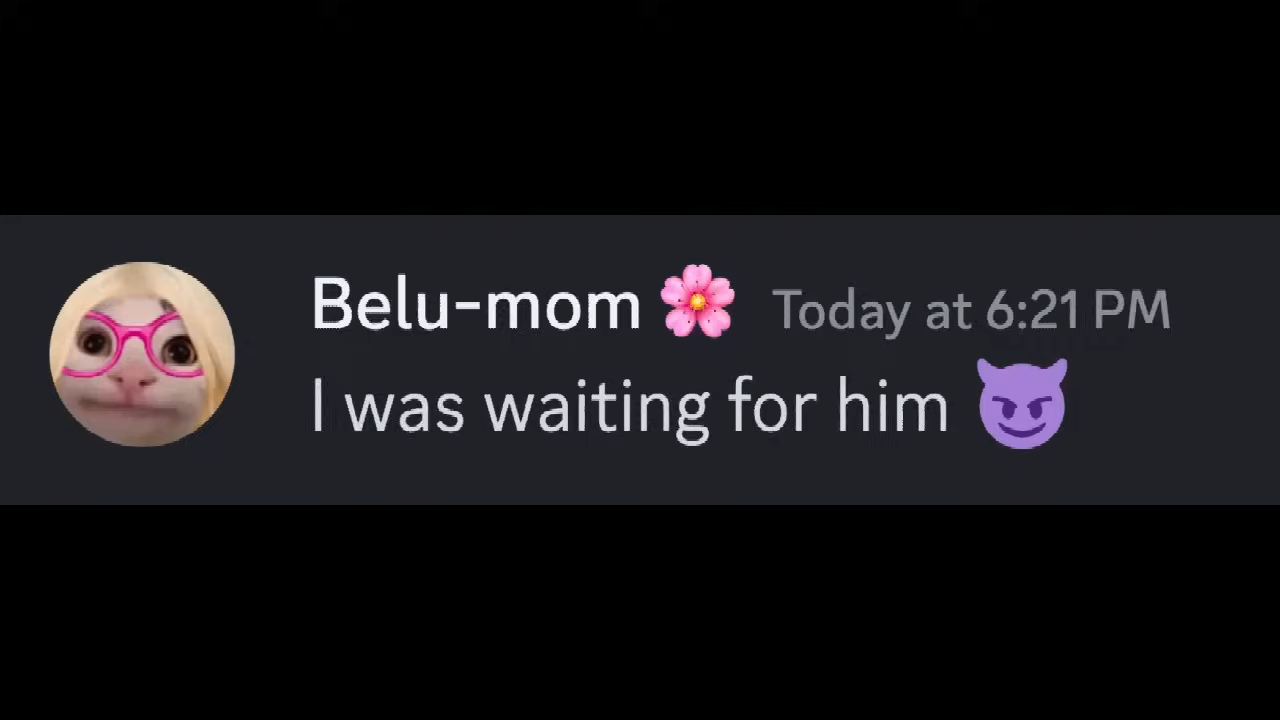 Belu-mom 🌸 Today at 6:21 PM
I was waiting for him 😈